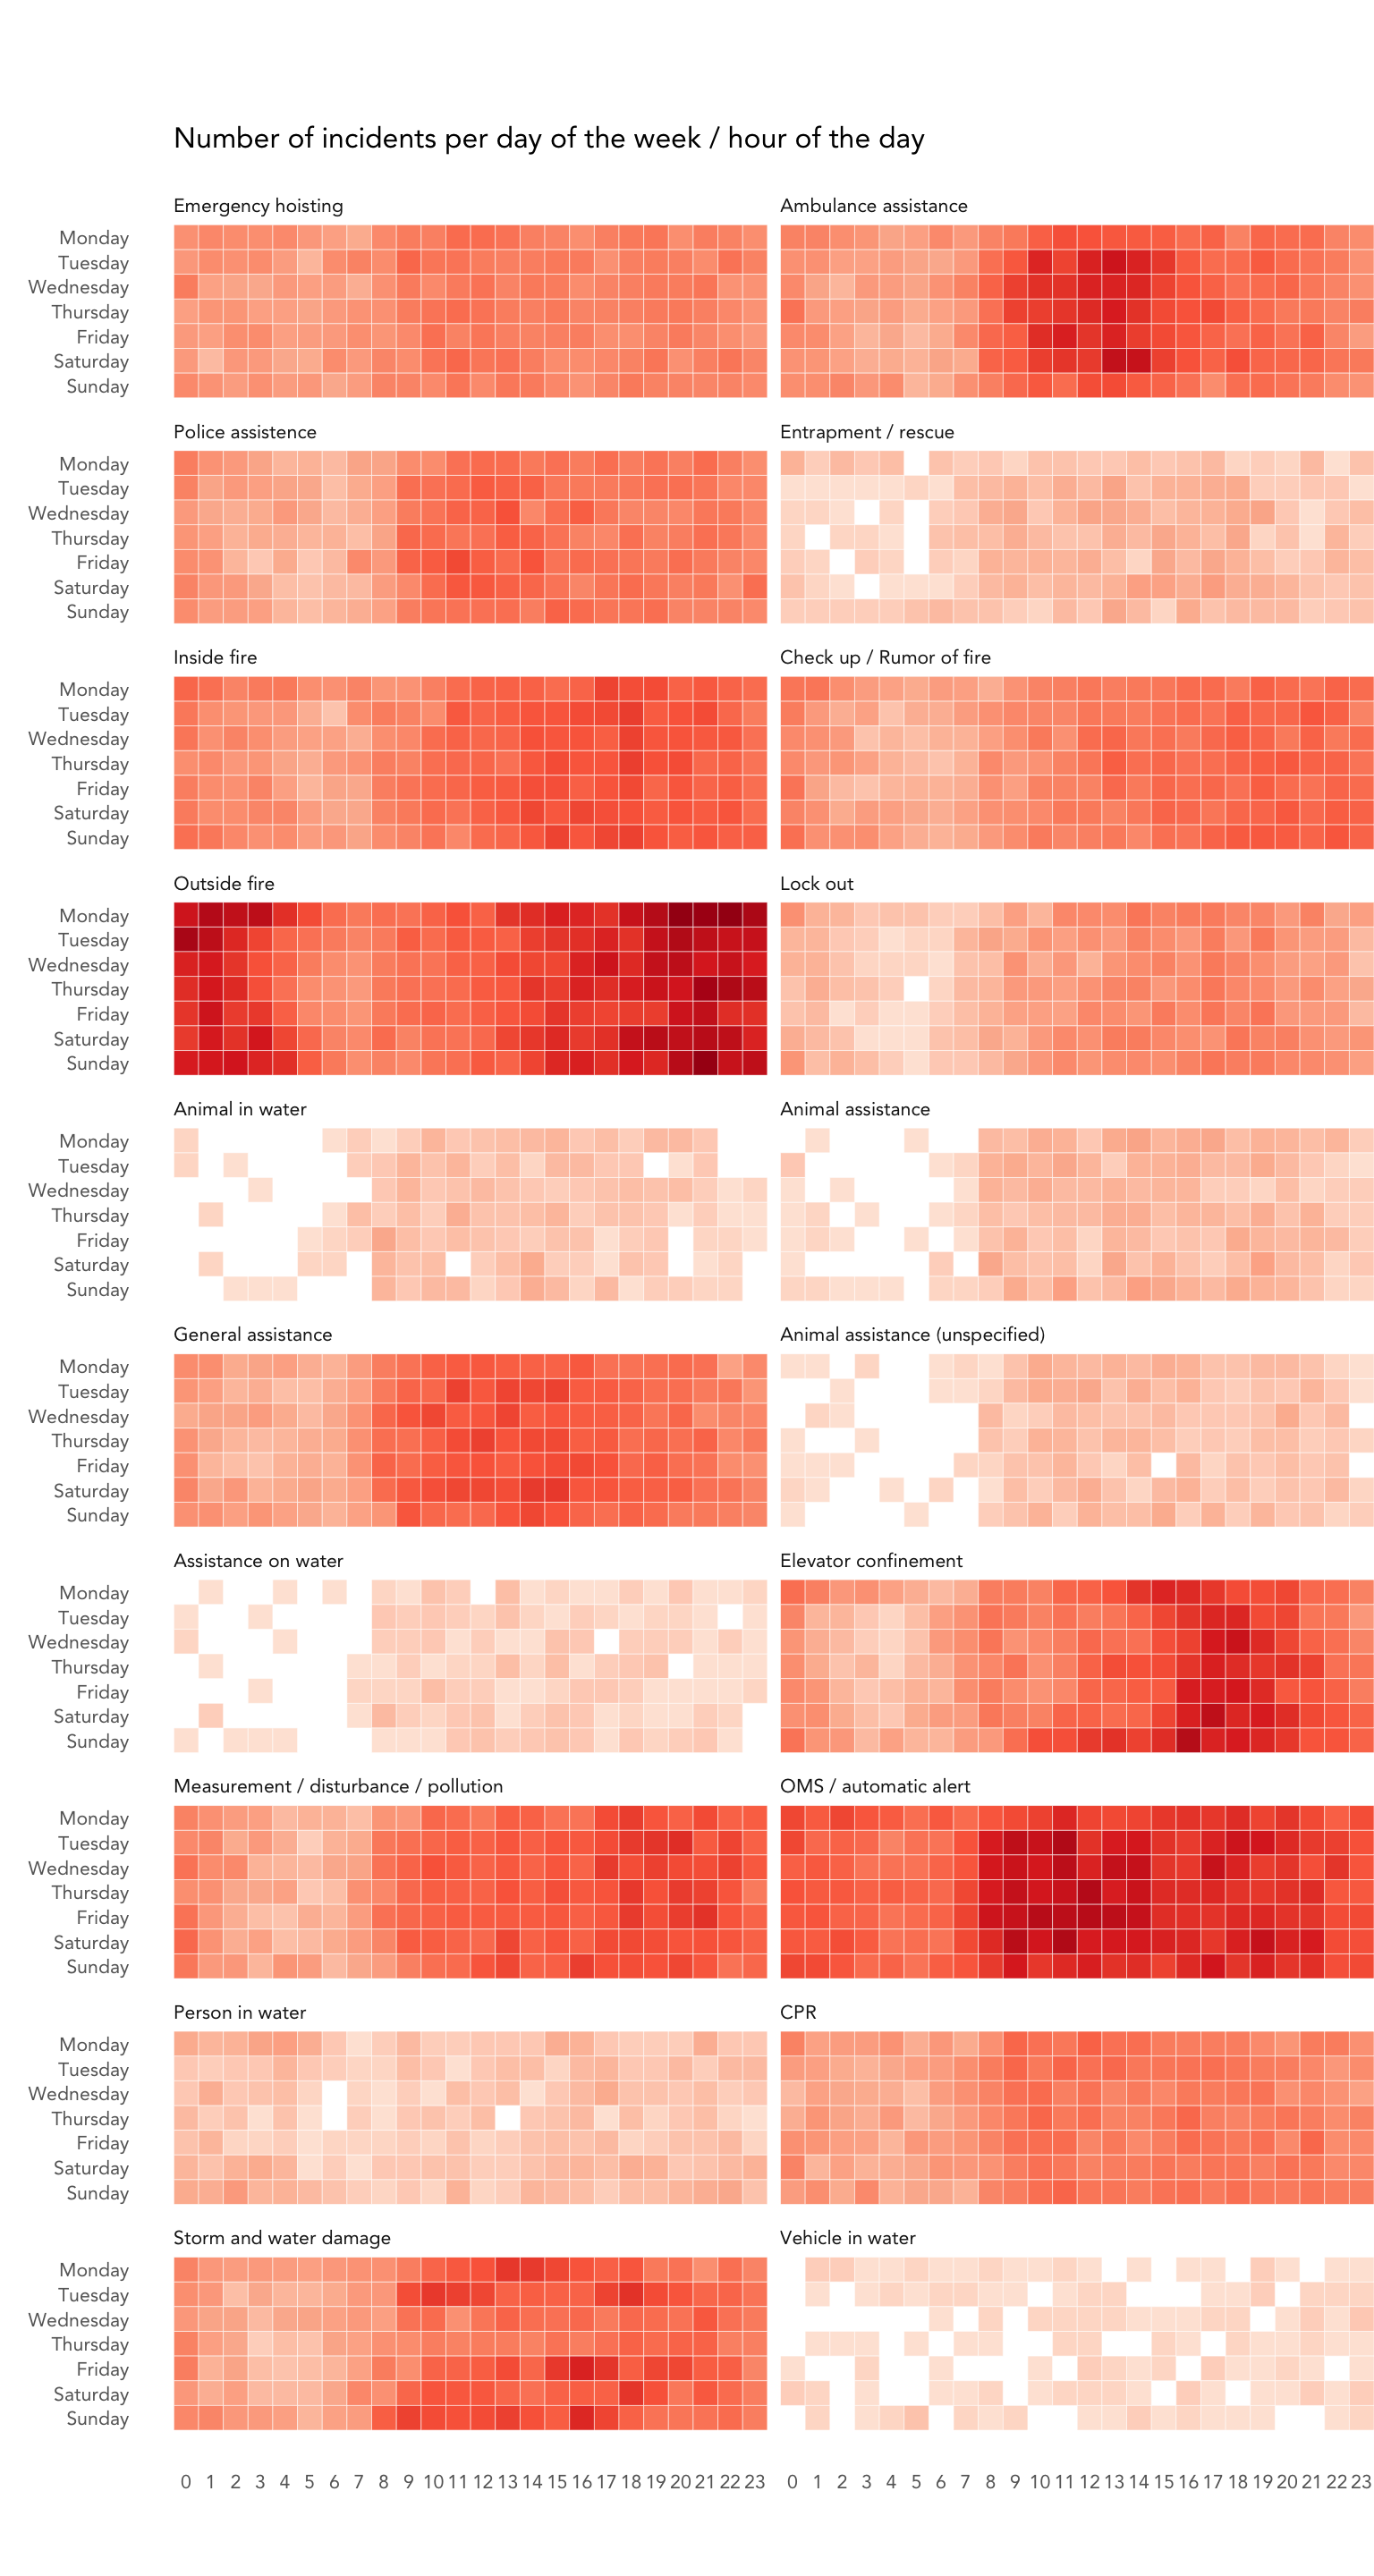 Number of incidents per day of the week / hour of the day
Emergency hoisting
Ambulance assistance
Monday
Tuesday
Wednesday
Thursday
Friday
Saturday
Sunday
Police assistence
Entrapment / rescue
Monday
Tuesday
Wednesday
Thursday
Friday
Saturday
Sunday
Inside fire
Check up / Rumor of fire
Monday
Tuesday
Wednesday
Thursday
Friday
Saturday
Sunday
Outside fire
Lock out
Monday
Tuesday
Wednesday
Thursday
Friday
Saturday
Sunday
Animal in water
Animal assistance
Monday
Tuesday
Wednesday
Thursday
Friday
Saturday
Sunday
General assistance
Animal assistance (unspecified)
Monday
Tuesday
Wednesday
Thursday
Friday
Saturday
Sunday
Assistance on water
Elevator confinement
Monday
Tuesday
Wednesday
Thursday
Friday
Saturday
Sunday
Measurement / disturbance / pollution
OMS / automatic alert
Monday
Tuesday
Wednesday
Thursday
Friday
Saturday
Sunday
Person in water
CPR
Monday
Tuesday
Wednesday
Thursday
Friday
Saturday
Sunday
Storm and water damage
Vehicle in water
Monday
Tuesday
Wednesday
Thursday
Friday
Saturday
Sunday
0 1 2 3 4 5 6 7 8 9 10 11 12 13 14 15 16 17 18 19 20 21 22 23
0 1 2 3 4 5 6 7 8 9 10 11 12 13 14 15 16 17 18 19 20 21 22 23